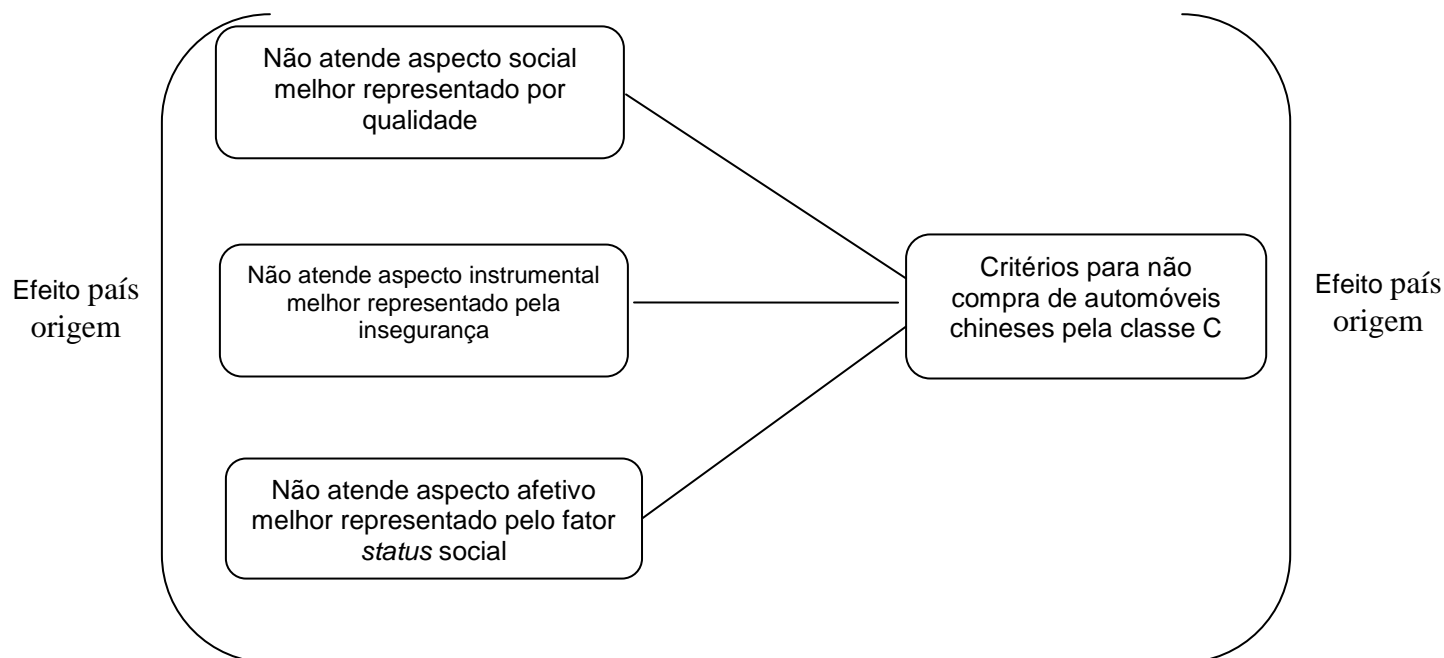 Não atende aspecto social
melhor representado por
qualidade
Efeito país
origem
Não atende aspecto instrumental
melhor representado pela
insegurança
Não atende aspecto afetivo
melhor representado pelo fator
status social
Critérios para não
compra de automóveis
chineses pela classe C
Efeito país
origem